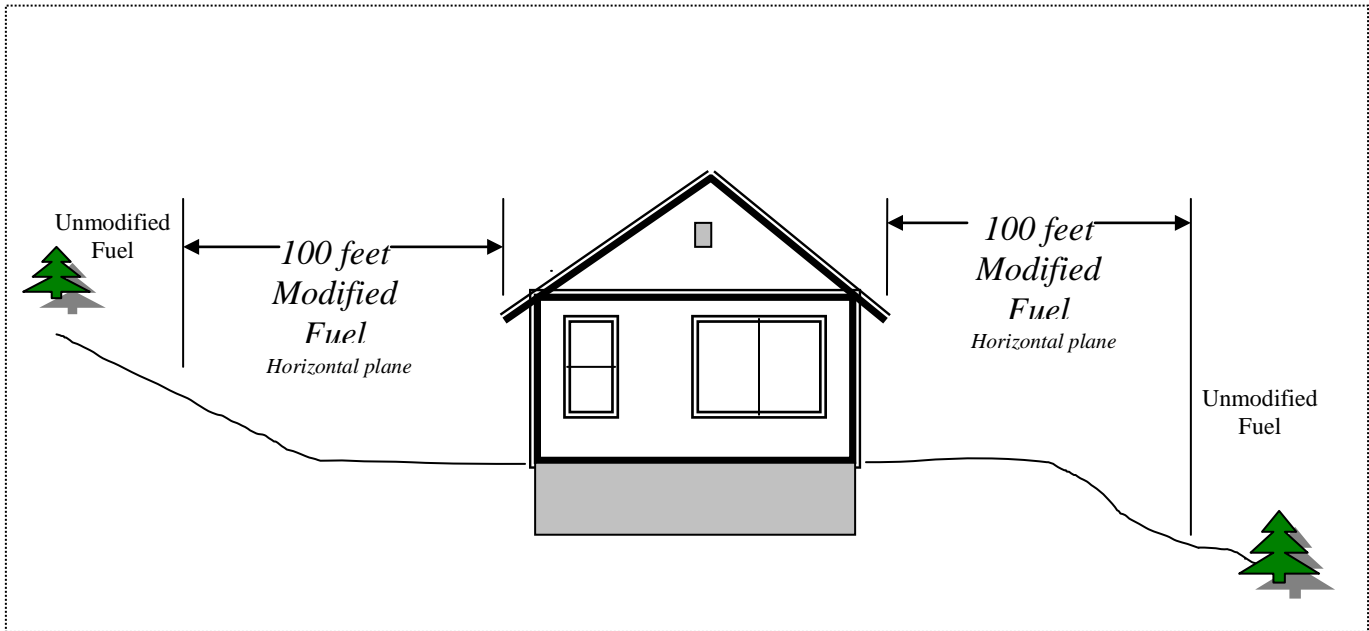 Unmodified
Fuel
100 feet
Modified
Fuel
Horizontal plane
100 feet
Modified
Fuel
Horizontal plane
Unmodified
Fuel